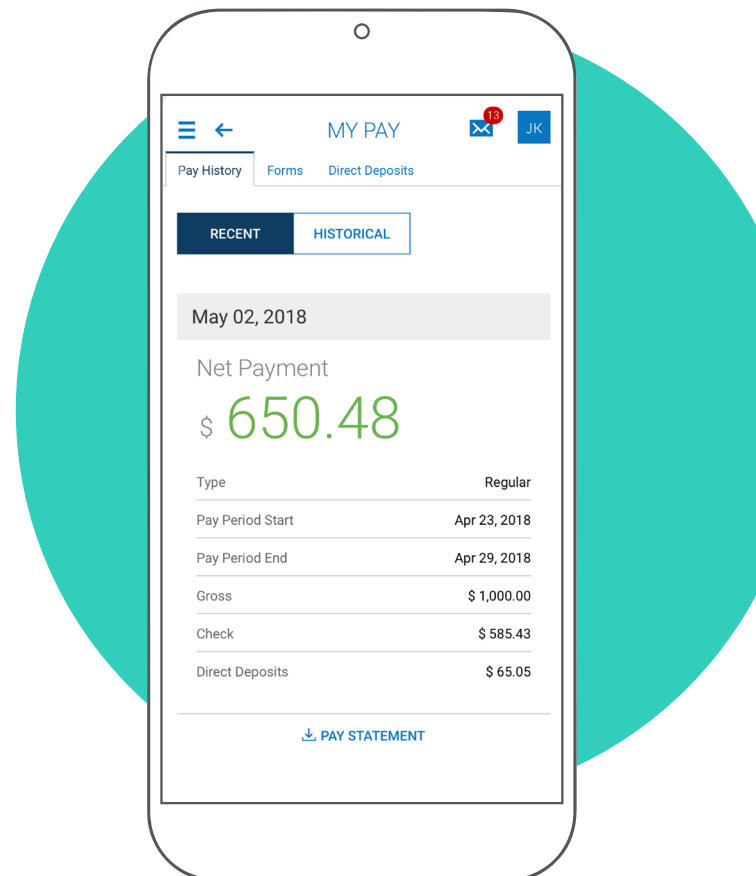 MY PAY 13 JK
Pay History Forms Direct Deposits
RECENT HISTORICAL
May 02, 2018
Net Payment
$ 650.48
Type Regular
Pay Period Start Apr 23, 2018
Pay Period End Apr 29, 2018
Gross $ 1,000.00
Check $ 585.43
Direct Deposits $ 65.05
PAY STATEMENT